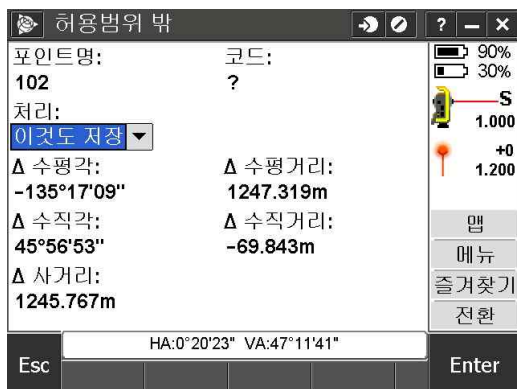 허용범위 밖
? – ×
포인트명: 코드:
102 ?
처리:
이것도 저장
Δ 수평각: Δ 수평거리:
-135°17'09" 1247.319m
Δ 수직각: Δ 수직거리:
45°56'53" -69.843m
Δ 사거리:
1245.767m
90%
30%
S
1.000
+0
1.200
맵
메뉴
즐겨찾기
전환
HA:0°20'23" VA:47°11'41"
Esc
Enter